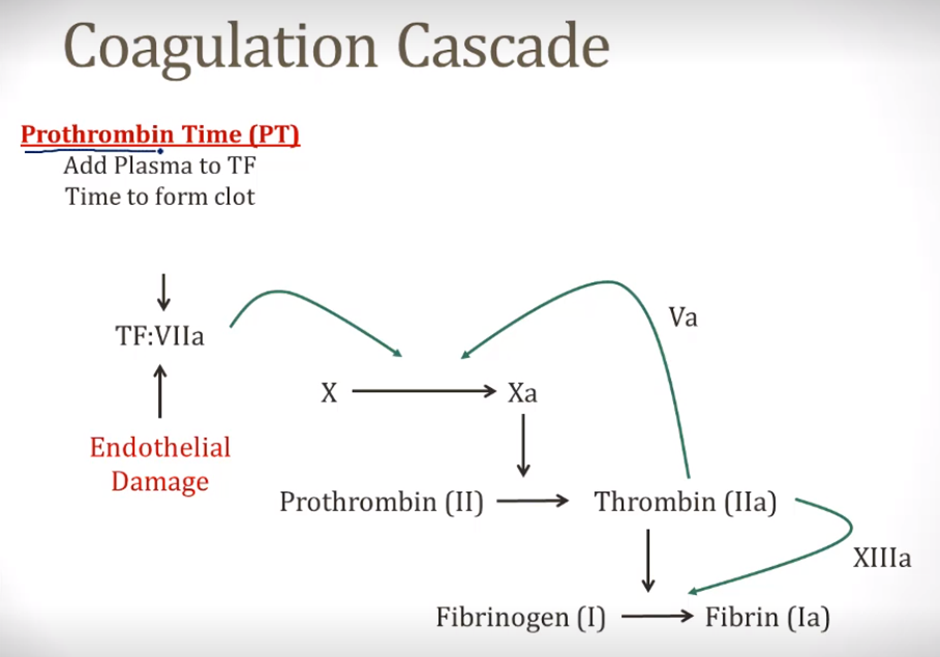 Coagulation Cascade
Prothrombin Time (PT)
Add Plasma to TF
Time to form clot
TF:VIIa
Va
X
Xa
Endothelial
Damage
Prothrombin (II)
Thrombin (IIa)
XIIIa
Fibrinogen (I)
Fibrin (Ia)